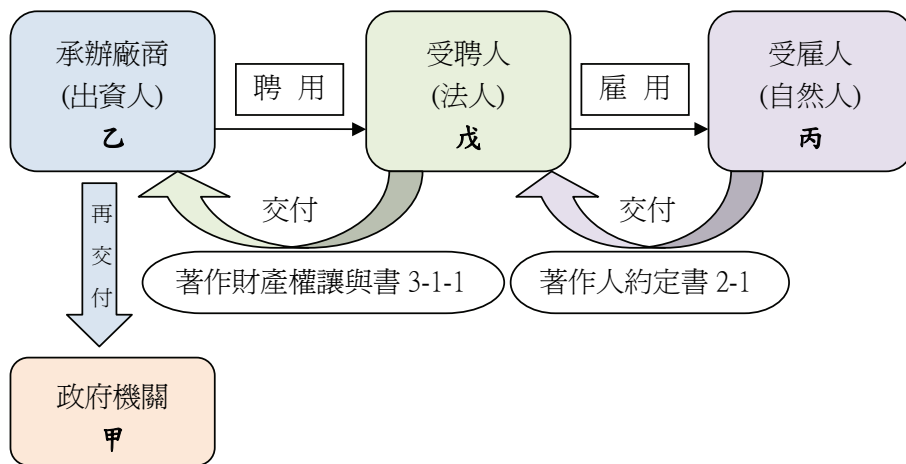 承辦廠商
(出資人)
乙
聘 用
受聘人
(法人)
戊
雇 用
受雇人
(自然人)
丙
交付
交付
再交付
著作財產權讓與書 3-1-1
著作人約定書 2-1
政府機關
甲